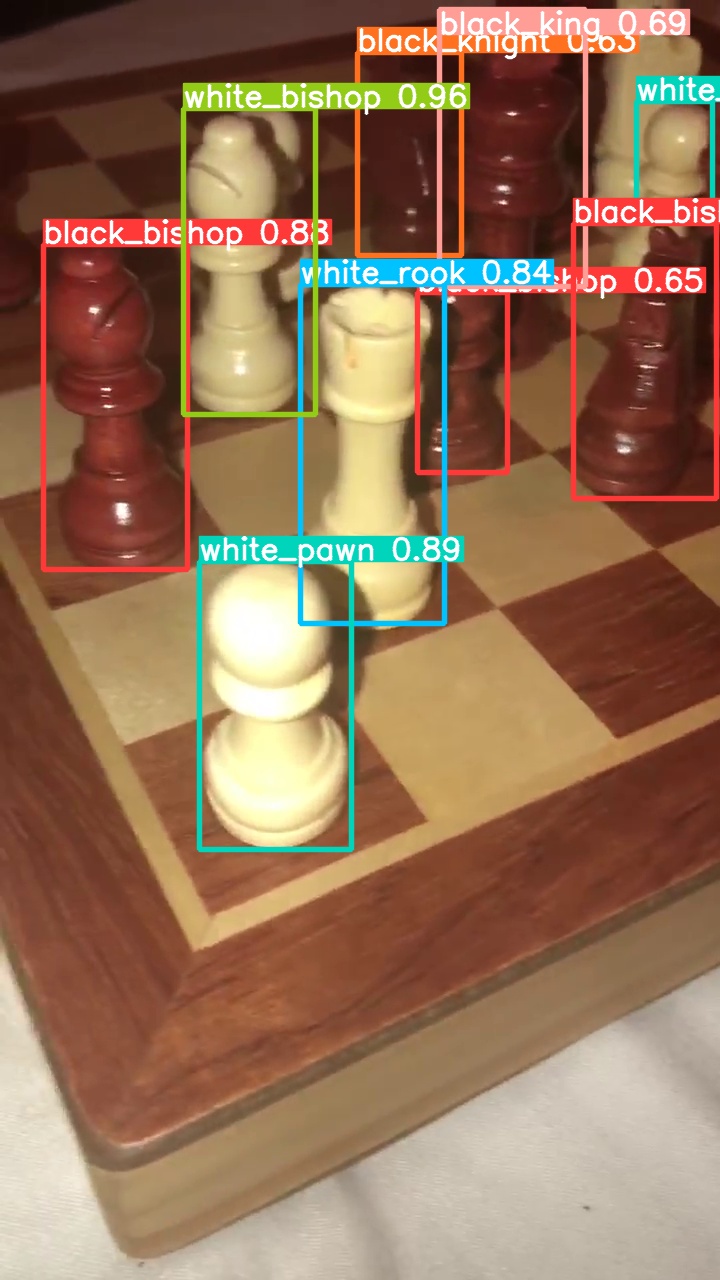 black_king 0.69
black_knight 0.63
white_
white_bishop 0.96
black_bis
black_bishop 0.88
white_rook 0.84
black_bishop 0.65
white_pawn 0.89